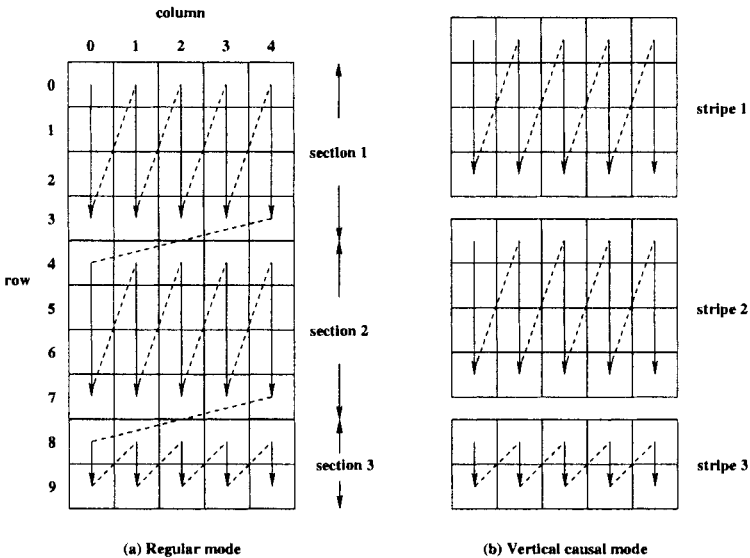 column
0 1 2 3 4
0
1
2
3
4
5
6
7
8
9
row
section 1
section 2
section 3
stripe 1
stripe 2
stripe 3
(a) Regular mode
(b) Vertical causal mode